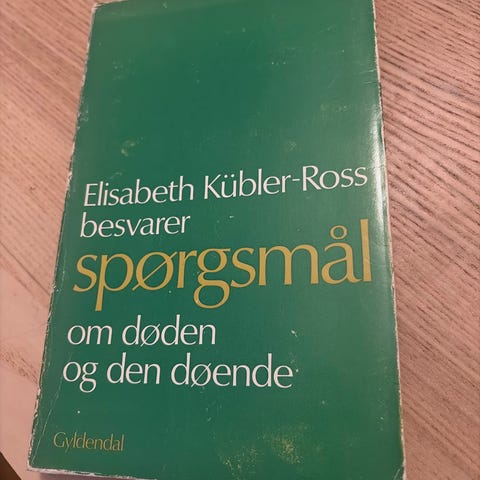 Elisabeth Kübler-Ross
besvarer
spørgsmål
om døden
og den døende
Gyldendal